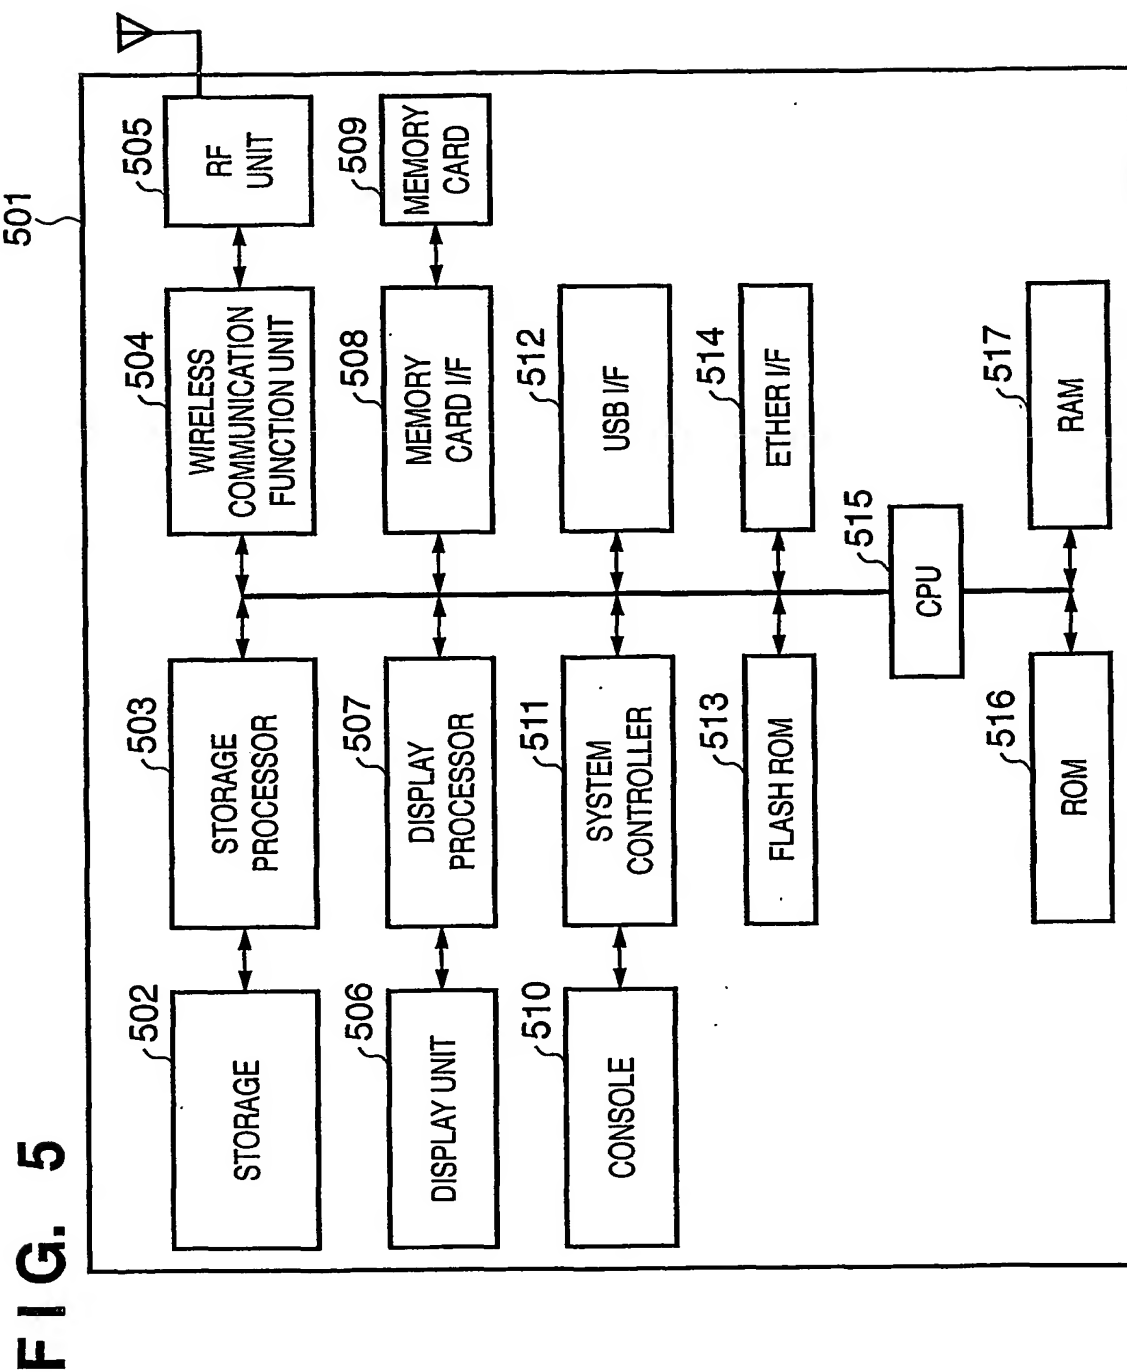 FIG. 5
501
502
STORAGE
503
STORAGE
PROCESSOR
504
WIRELESS
COMMUNICATION
FUNCTION UNIT
505
RF
UNIT
506
DISPLAY UNIT
507
DISPLAY
PROCESSOR
508
MEMORY
CARD I/F
509
MEMORY
CARD
510
CONSOLE
511
SYSTEM
CONTROLLER
512
USB I/F
513
FLASH ROM
514
ETHER I/F
515
CPU
516
ROM
517
RAM